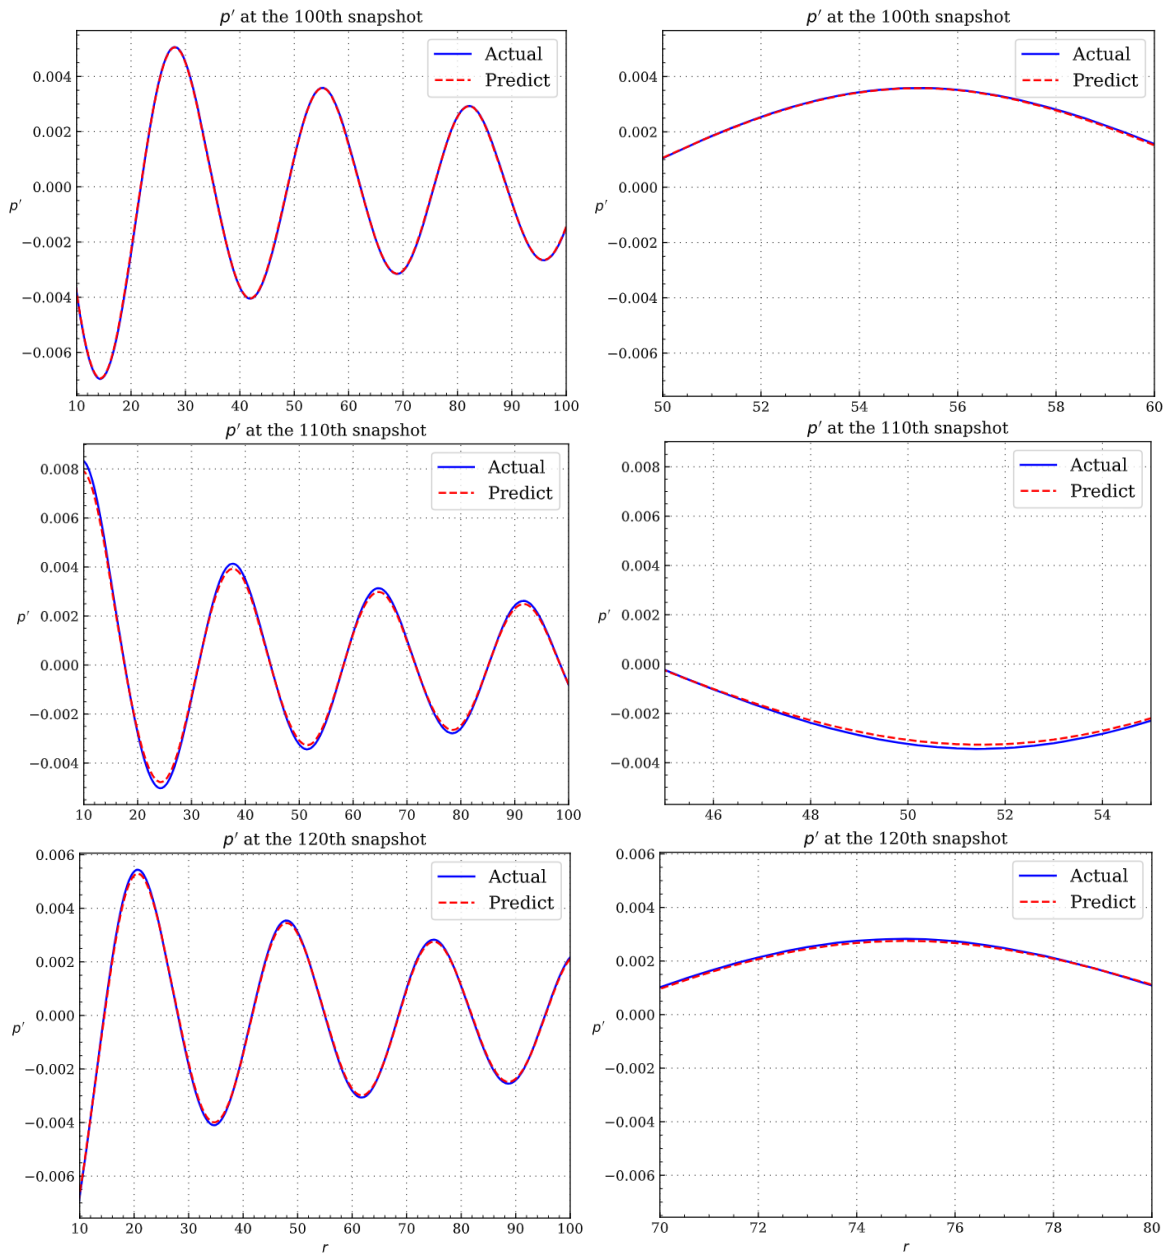 p′ at the 100th snapshot
Actual
Predict
0.004
0.002
0.000
−0.002
−0.004
−0.006
p′
10 20 30 40 50 60 70 80 90 100
p′ at the 100th snapshot
Actual
Predict
0.004
0.002
0.000
−0.002
−0.004
−0.006
p′
50 52 54 56 58 60
p′ at the 110th snapshot
Actual
Predict
0.008
0.006
0.004
0.002
0.000
−0.002
−0.004
p′
10 20 30 40 50 60 70 80 90 100
p′ at the 110th snapshot
Actual
Predict
0.008
0.006
0.004
0.002
0.000
−0.002
−0.004
p′
46 48 50 52 54
p′ at the 120th snapshot
Actual
Predict
0.006
0.004
0.002
0.000
−0.002
−0.004
−0.006
p′
10 20 30 40 50 60 70 80 90 100
r
p′ at the 120th snapshot
Actual
Predict
0.006
0.004
0.002
0.000
−0.002
−0.004
−0.006
p′
70 72 74 76 78 80
r